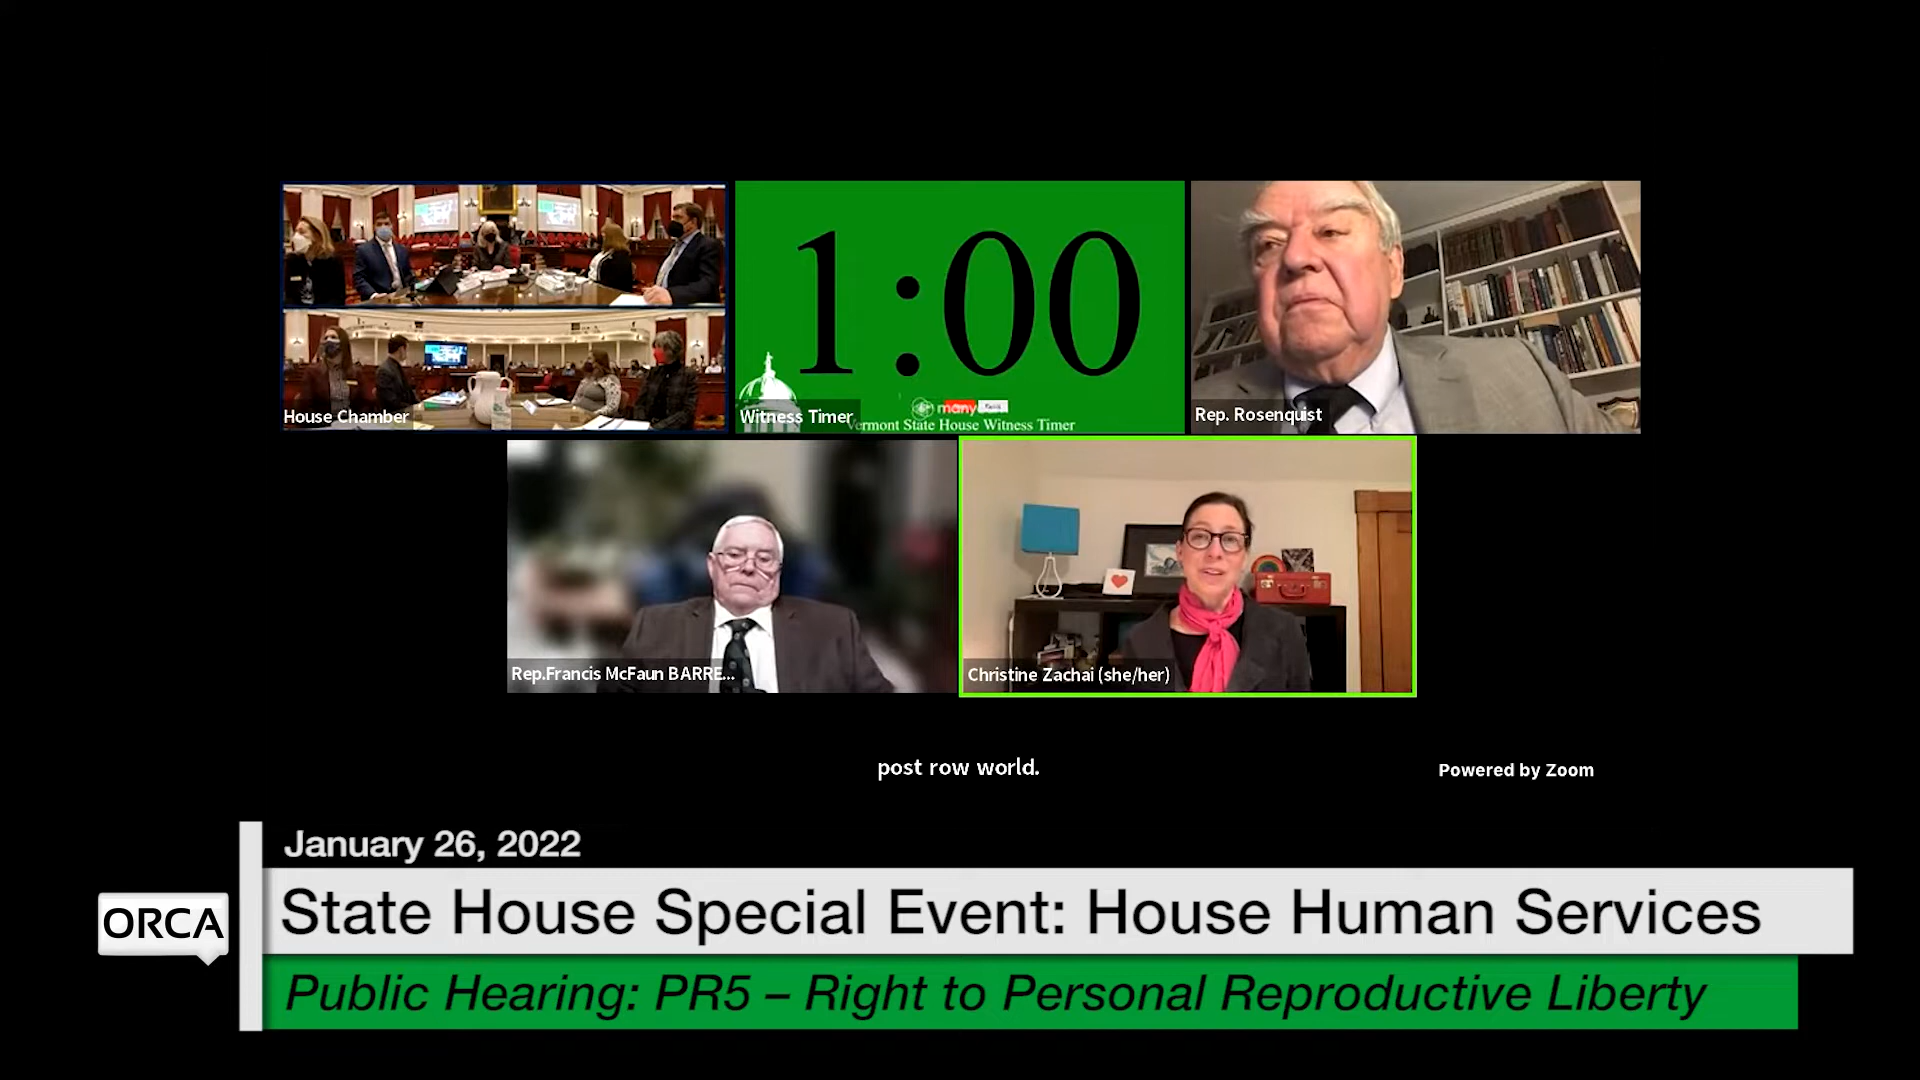 House Chamber
1:00
many
Vermont State House Witness Timer
Witness Timer
Rep. Rosenquist
Rep.Francis McFaun BARRE...
Christine Zachai (she/her)
post row world.
Powered by Zoom
January 26, 2022
ORCA
State House Special Event: House Human Services
Public Hearing: PR5 – Right to Personal Reproductive Liberty